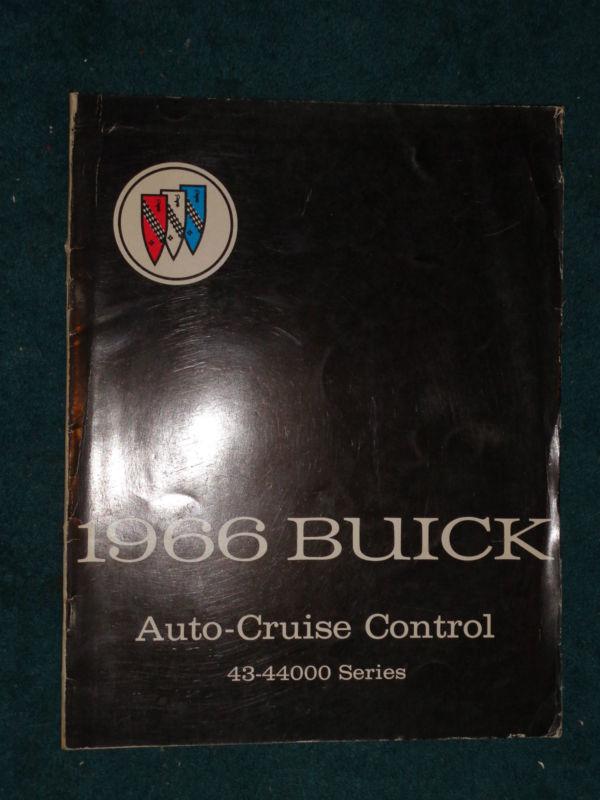 1966 BUICK
Auto-Cruise Control
43-44000 Series